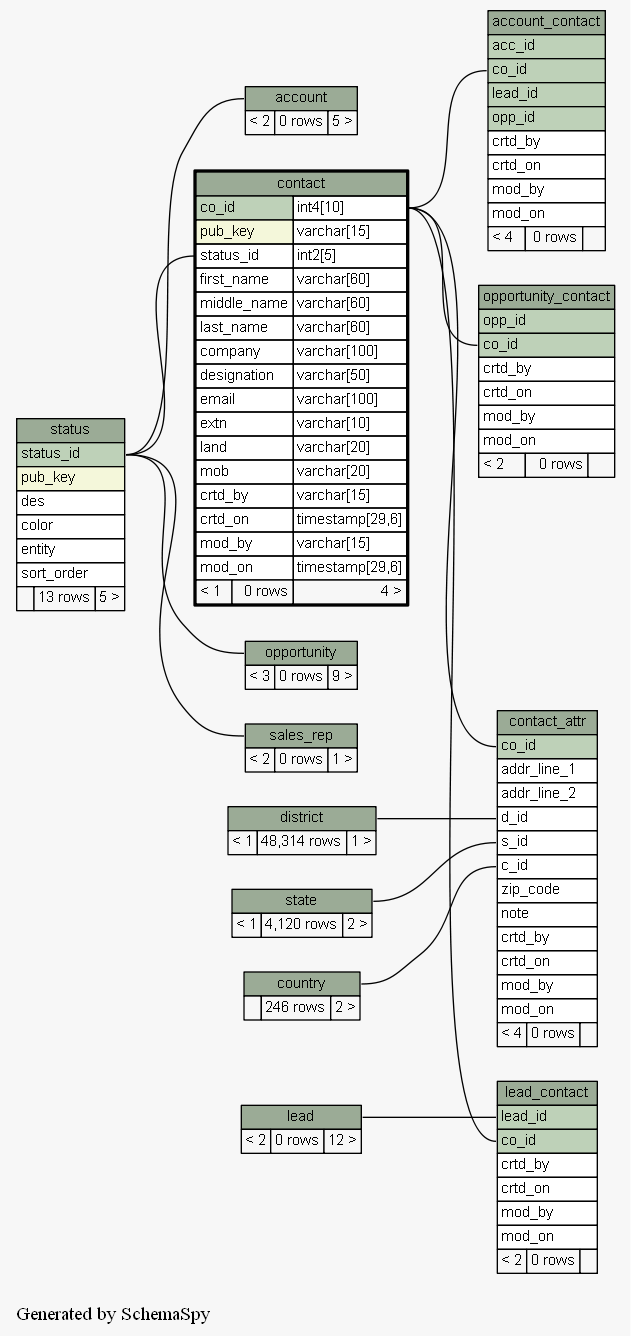 account_contact
acc_id
co_id
lead_id
opp_id
crtd_by
crtd_on
mod_by
mod_on
< 4 0 rows
account
< 2 0 rows 5 >
contact
co_id int4[10]
pub_key varchar[15]
status_id int2[5]
first_name varchar[60]
middle_name varchar[60]
last_name varchar[60]
company varchar[100]
designation varchar[50]
email varchar[100]
extn varchar[10]
land varchar[20]
mob varchar[20]
crtd_by varchar[15]
crtd_on timestamp[29,6]
mod_by varchar[15]
mod_on timestamp[29,6]
< 1 0 rows 4 >
opportunity_contact
opp_id
co_id
crtd_by
crtd_on
mod_by
mod_on
< 2 0 rows
status
status_id
pub_key
des
color
entity
sort_order
13 rows 5 >
opportunity
< 3 0 rows 9 >
sales_rep
< 2 0 rows 1 >
district
< 1 48,314 rows 1 >
state
< 1 4,120 rows 2 >
country
246 rows 2 >
contact_attr
co_id
addr_line_1
addr_line_2
d_id
s_id
c_id
zip_code
note
crtd_by
crtd_on
mod_by
mod_on
< 4 0 rows
lead
< 2 0 rows 12 >
lead_contact
lead_id
co_id
crtd_by
crtd_on
mod_by
mod_on
< 2 0 rows
Generated by SchemaSpy